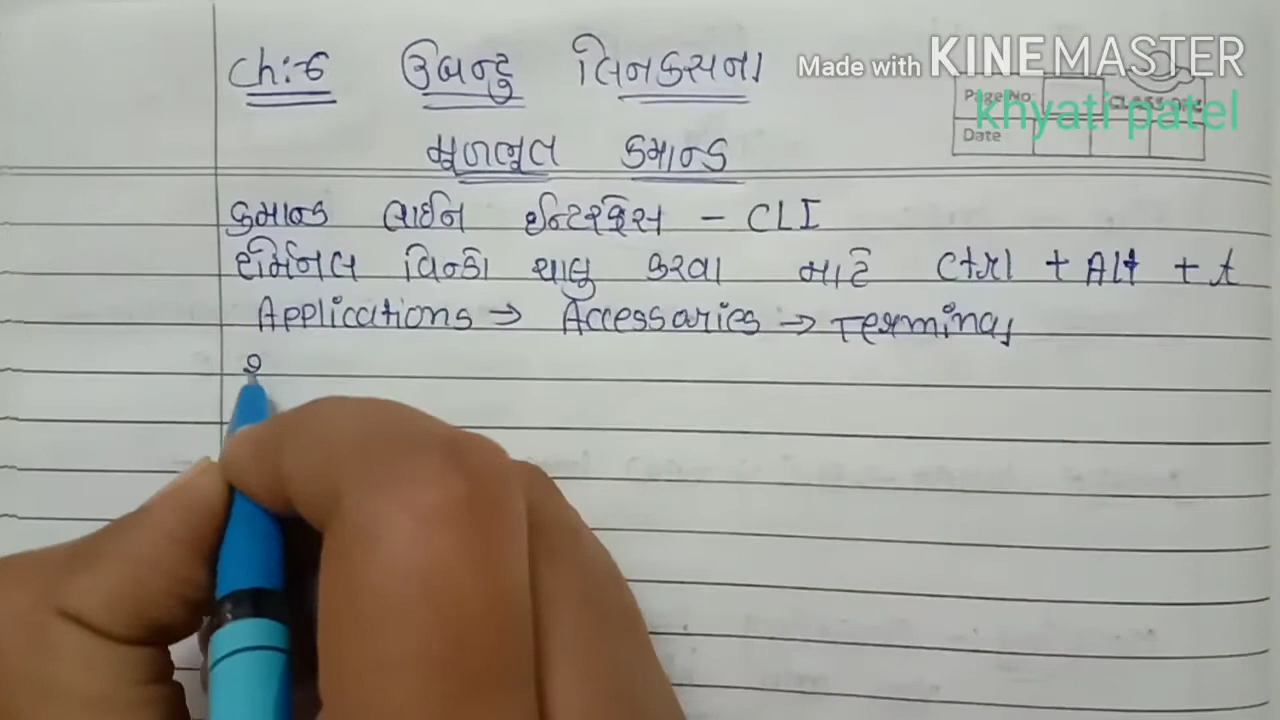 Made with KINEMASTER
khyati patel
Page No.
Date
Ch:-6 ઉબન્ટુ લિનક્સના
મૂળભૂત કમાન્ડ
કમાન્ડ લાઈન ઈન્ટરફેસ - CLI
ટર્મિનલ વિન્ડો ચાલુ કરવા માટે Ctrl + Alt + t
Applications → Accessaries → Terminal